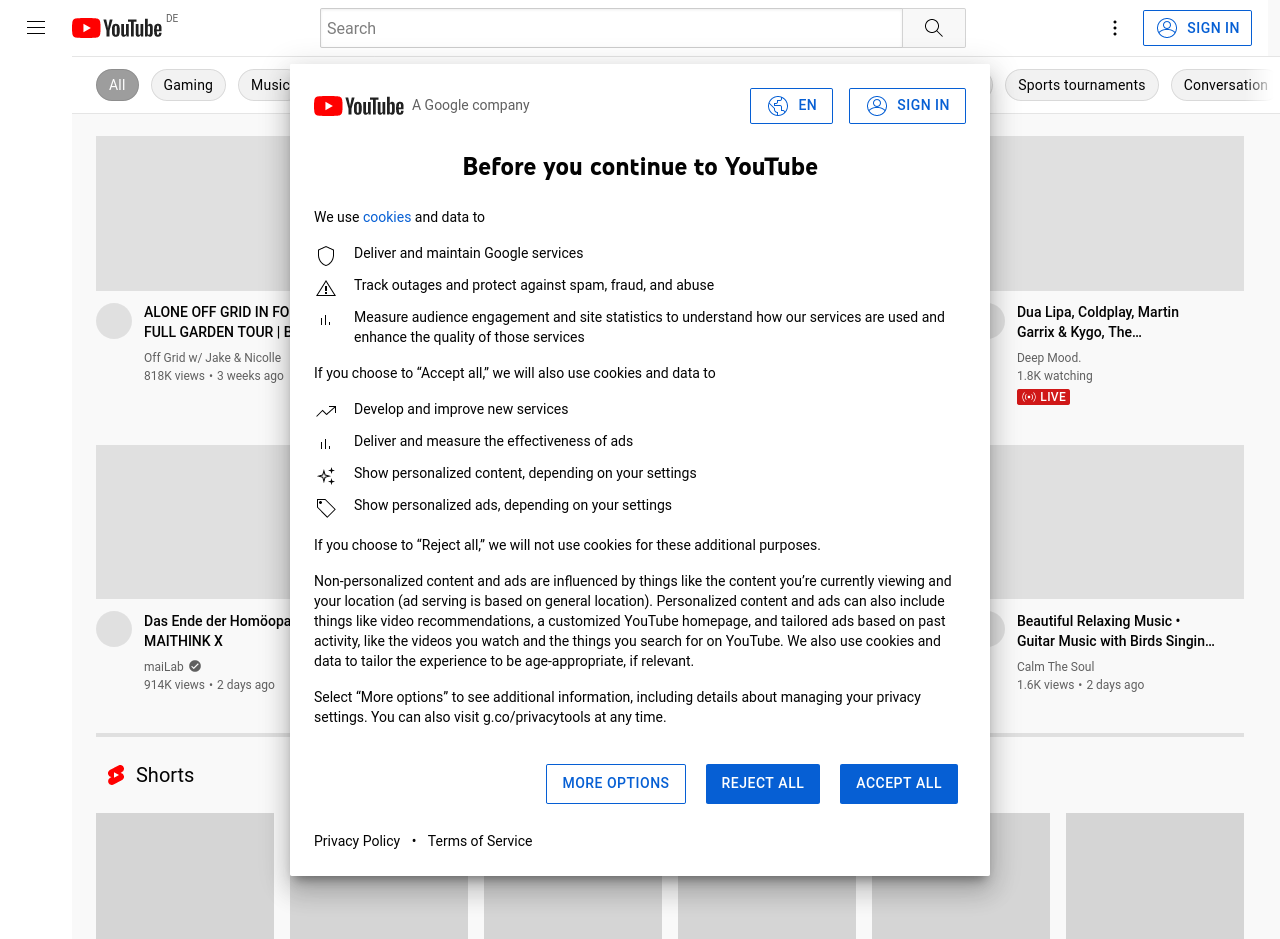 YouTube DE
Search
SIGN IN
All
Gaming
Music
Sports tournaments
Conversation
YouTube A Google company
EN
SIGN IN
Before you continue to YouTube
We use cookies and data to
Deliver and maintain Google services
Track outages and protect against spam, fraud, and abuse
Measure audience engagement and site statistics to understand how our services are used and
enhance the quality of those services
If you choose to “Accept all,” we will also use cookies and data to
Develop and improve new services
Deliver and measure the effectiveness of ads
Show personalized content, depending on your settings
Show personalized ads, depending on your settings
If you choose to “Reject all,” we will not use cookies for these additional purposes.
Non-personalized content and ads are influenced by things like the content you’re currently viewing and
your location (ad serving is based on general location). Personalized content and ads can also include
things like video recommendations, a customized YouTube homepage, and tailored ads based on past
activity, like the videos you watch and the things you search for on YouTube. We also use cookies and
data to tailor the experience to be age-appropriate, if relevant.
Select “More options” to see additional information, including details about managing your privacy
settings. You can also visit g.co/privacytools at any time.
MORE OPTIONS
REJECT ALL
ACCEPT ALL
Privacy Policy • Terms of Service
ALONE OFF GRID IN FO
FULL GARDEN TOUR |
Off Grid w/ Jake & Nicolle
818K views • 3 weeks ago
Dua Lipa, Coldplay, Martin
Garrix & Kygo, The…
Deep Mood.
1.8K watching
LIVE
Das Ende der Homöopa
MAITHINK X
maiLab
914K views • 2 days ago
Beautiful Relaxing Music •
Guitar Music with Birds Singin…
Calm The Soul
1.6K views • 2 days ago
Shorts